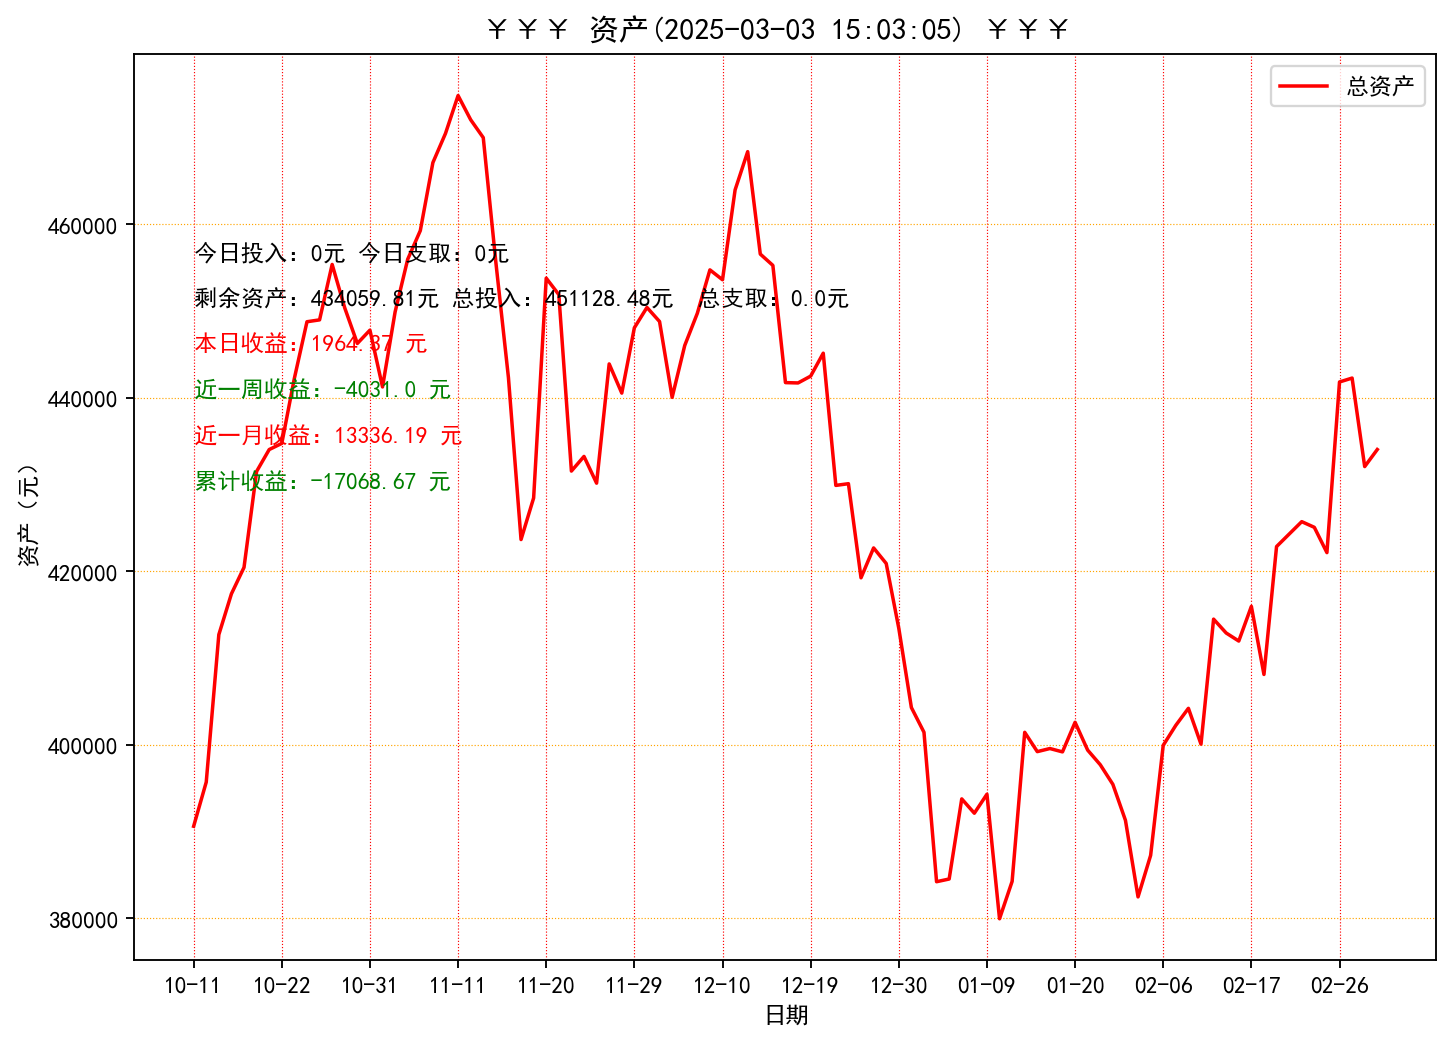 ￥￥￥ 资产(2025-03-03 15:03:05) ￥￥￥
总资产
今日投入：0元 今日支取：0元
剩余资产：434059.81元 总投入：451128.48元 总支取：0.0元
本日收益：1964.37 元
近一周收益：-4031.0 元
近一月收益：13336.19 元
累计收益：-17068.67 元
460000
440000
420000
400000
380000
资产（元）
10-11 10-22 10-31 11-11 11-20 11-29 12-10 12-19 12-30 01-09 01-20 02-06 02-17 02-26
日期